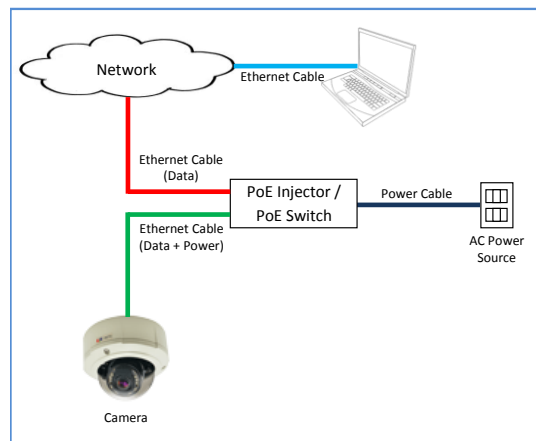 Network
Ethernet Cable
Ethernet Cable
(Data)
PoE Injector /
PoE Switch
Power Cable
AC Power
Source
Ethernet Cable
(Data + Power)
Camera